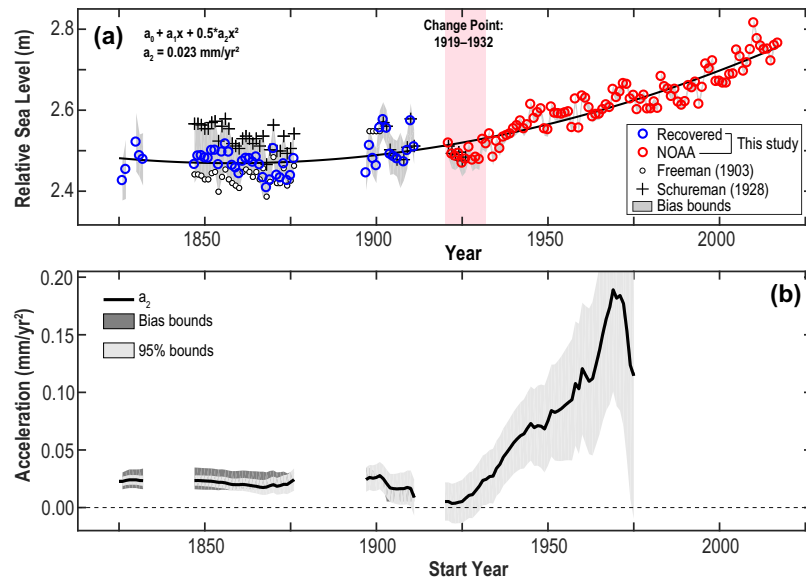 (a)
a₀ + a₁x + 0.5*a₂x²
a₂ = 0.023 mm/yr²
Change Point:
1919–1932
Relative Sea Level (m)
2.8
2.6
2.4
Recovered
NOAA
This study
Freeman (1903)
Schureman (1928)
Bias bounds
1850
1900
1950
2000
Year
(b)
a₂
Bias bounds
95% bounds
Acceleration (mm/yr²)
0.20
0.15
0.10
0.05
0.00
1850
1900
1950
2000
Start Year